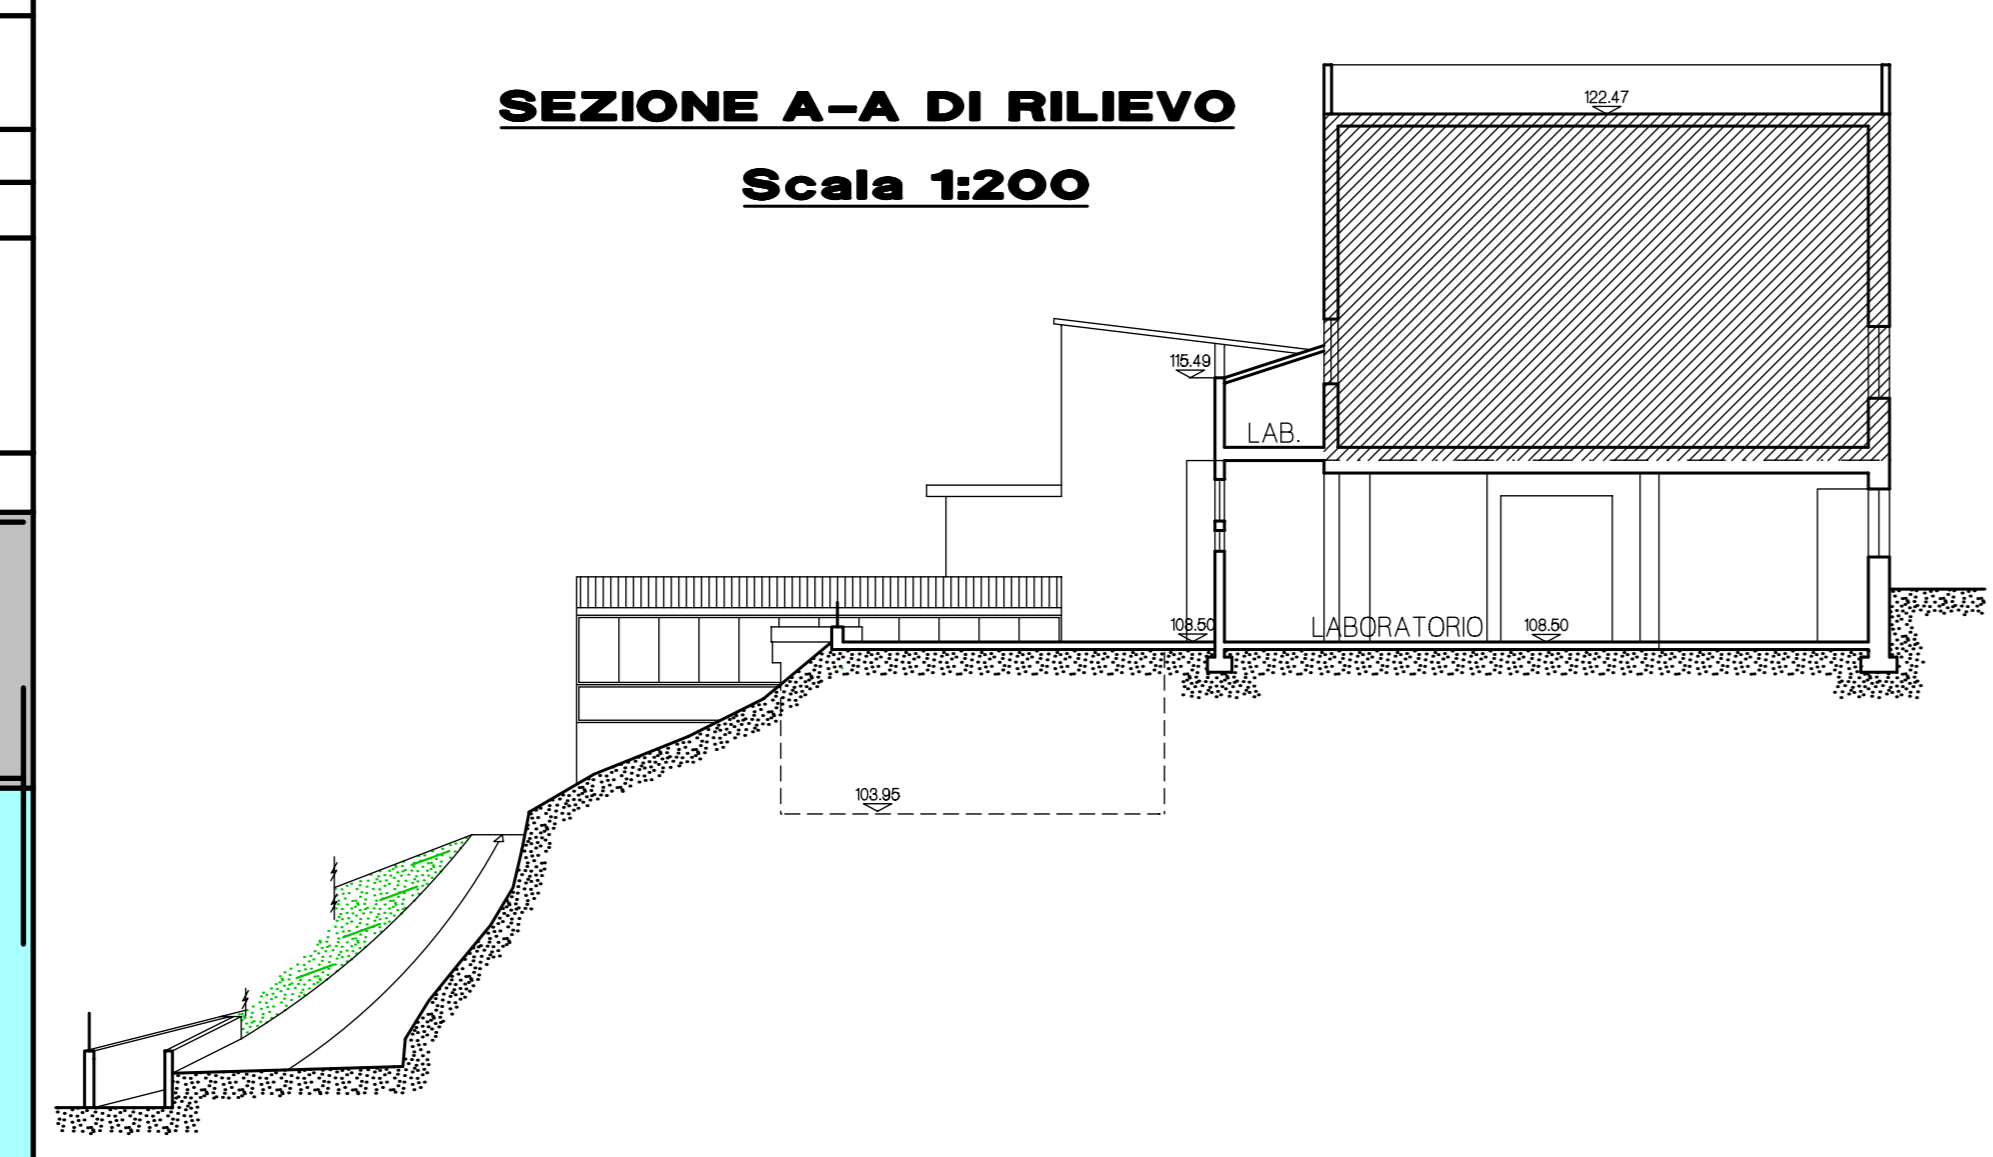 SEZIONE A-A DI RILIEVO
Scala 1:200
122.47
115.49
LAB.
108.50
LABORATORIO
108.50
103.95